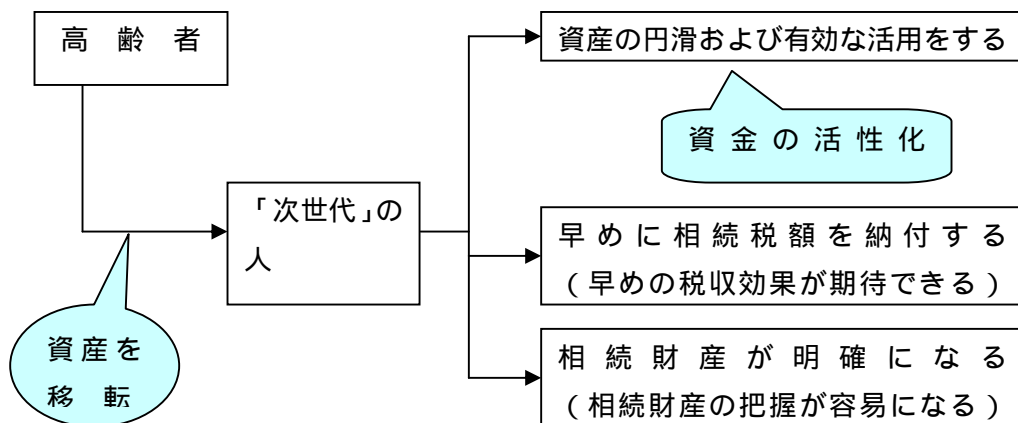 高齢者
資産の円滑および有効な活用をする
資金の活性化
「次世代」の
人
早めに相続税額を納付する
(早めの税収効果が期待できる)
資産を
移転
相続財産が明確になる
(相続財産の把握が容易になる)